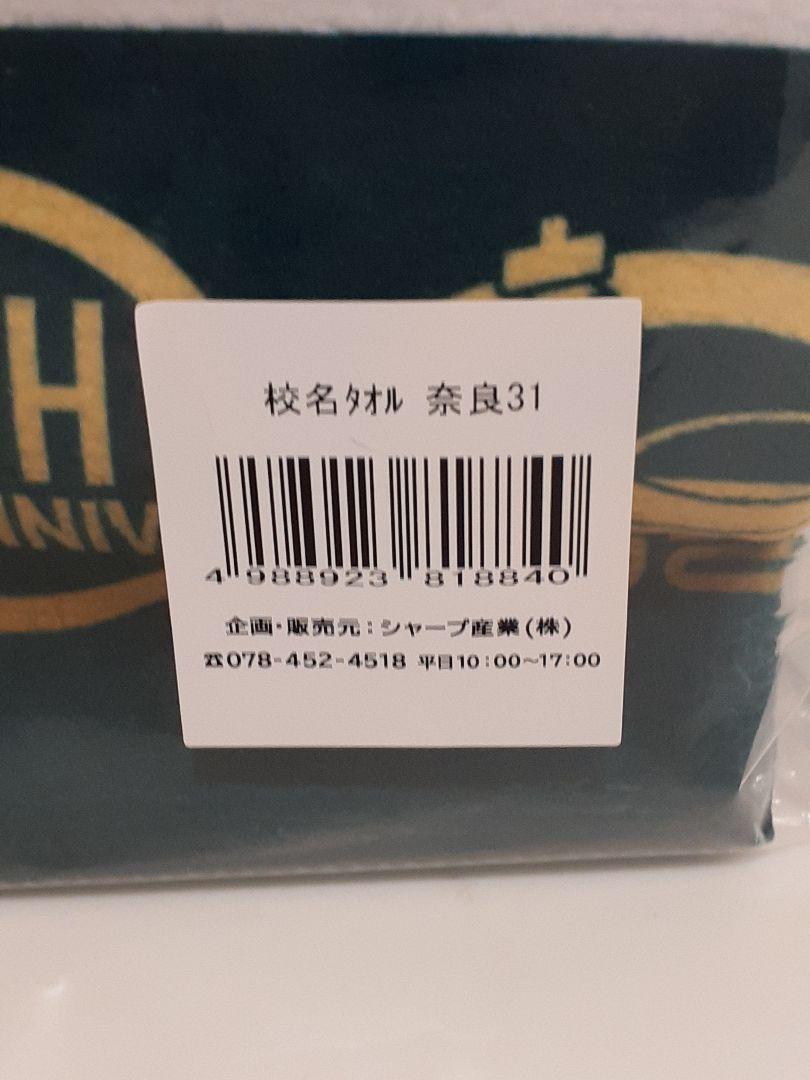 H
ANNIV
校名ﾀｵﾙ 奈良31
4 988923 818840
企画・販売元：シャープ産業(株)
☎078-452-4518 平日10：00～17：00